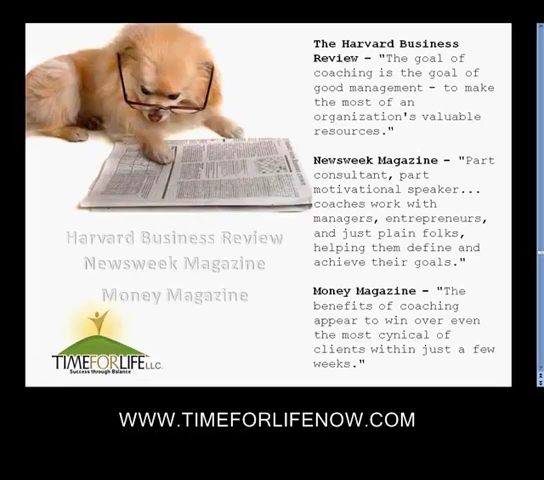 The Harvard Business
Review - "The goal of
coaching is the goal of
good management - to make
the most of an
organization's valuable
resources."
Newsweek Magazine - "Part
consultant, part
motivational speaker...
coaches work with
managers, entrepreneurs,
and just plain folks,
helping them define and
achieve their goals."
Money Magazine - "The
benefits of coaching
appear to win over even
the most cynical of
clients within just a few
weeks."
Harvard Business Review
Newsweek Magazine
Money Magazine
TIMEFORLIFE LLC.
Success through Balance
WWW.TIMEFORLIFENOW.COM